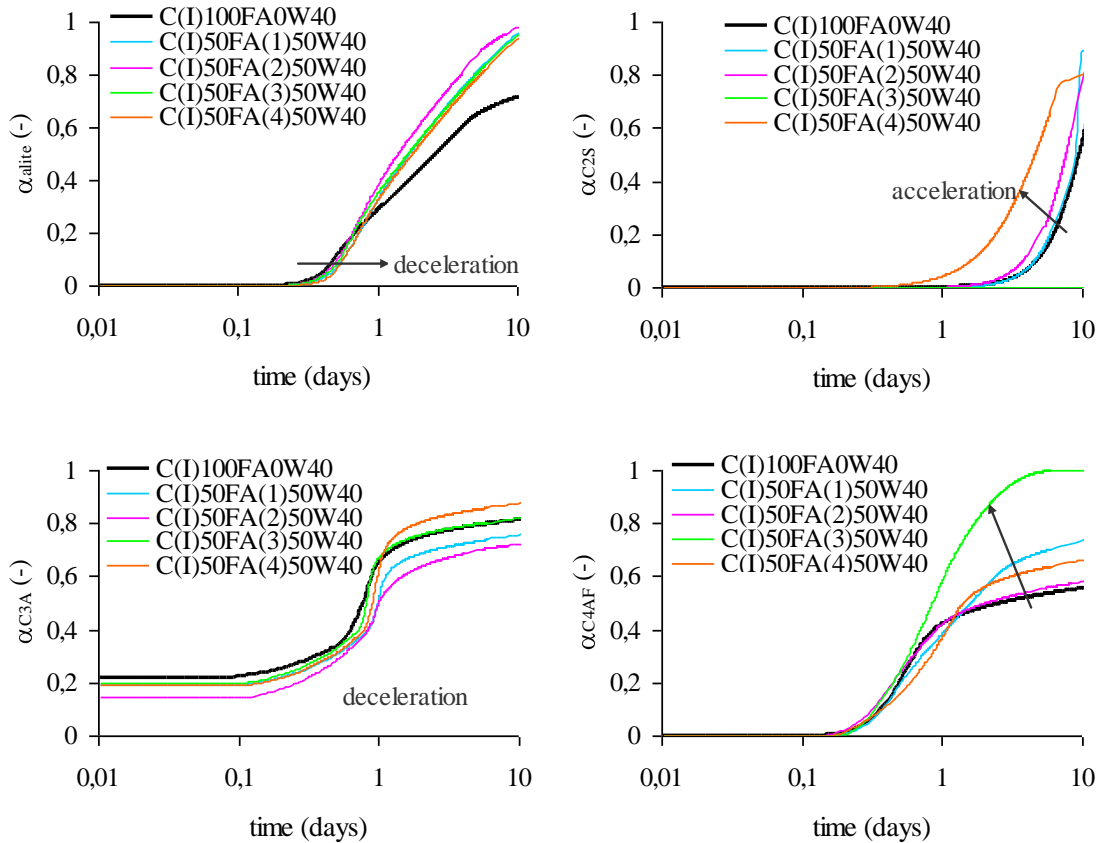 C(I)100FA0W40
C(I)50FA(1)50W40
C(I)50FA(2)50W40
C(I)50FA(3)50W40
C(I)50FA(4)50W40
αalite (-)
1
0,8
0,6
0,4
0,2
0
deceleration
0,01 0,1 1 10
time (days)
C(I)100FA0W40
C(I)50FA(1)50W40
C(I)50FA(2)50W40
C(I)50FA(3)50W40
C(I)50FA(4)50W40
αC2S (-)
1
0,8
0,6
0,4
0,2
0
acceleration
0,01 0,1 1 10
time (days)
C(I)100FA0W40
C(I)50FA(1)50W40
C(I)50FA(2)50W40
C(I)50FA(3)50W40
C(I)50FA(4)50W40
αC3A (-)
1
0,8
0,6
0,4
0,2
0
deceleration
0,01 0,1 1 10
time (days)
C(I)100FA0W40
C(I)50FA(1)50W40
C(I)50FA(2)50W40
C(I)50FA(3)50W40
C(I)50FA(4)50W40
αC4AF (-)
1
0,8
0,6
0,4
0,2
0
0,01 0,1 1 10
time (days)